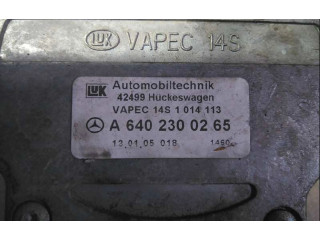 LUK VAPEC 14S
LUK Automobiltechnik
42499 Hückeswagen
VAPEC 14S 1 014 113
A 640 230 02 65
13.01.05 018 1450